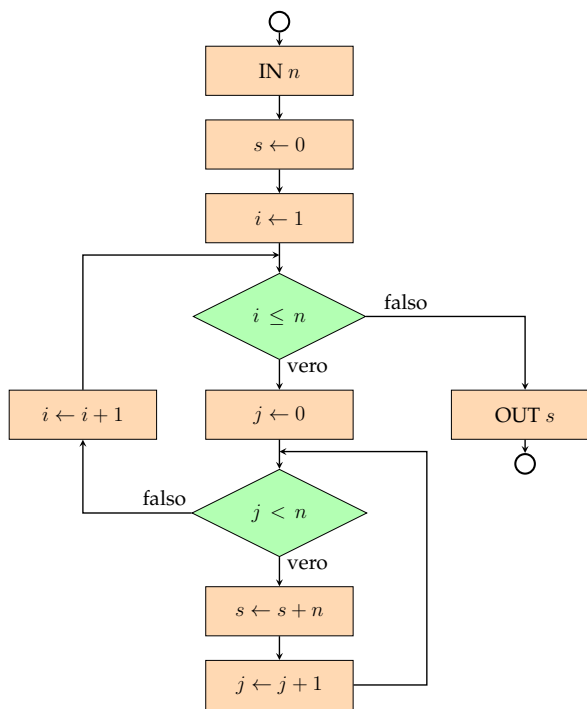 IN n
s ← 0
i ← 1
i ≤ n
falso
vero
i ← i + 1
j ← 0
OUT s
falso
j < n
vero
s ← s + n
j ← j + 1